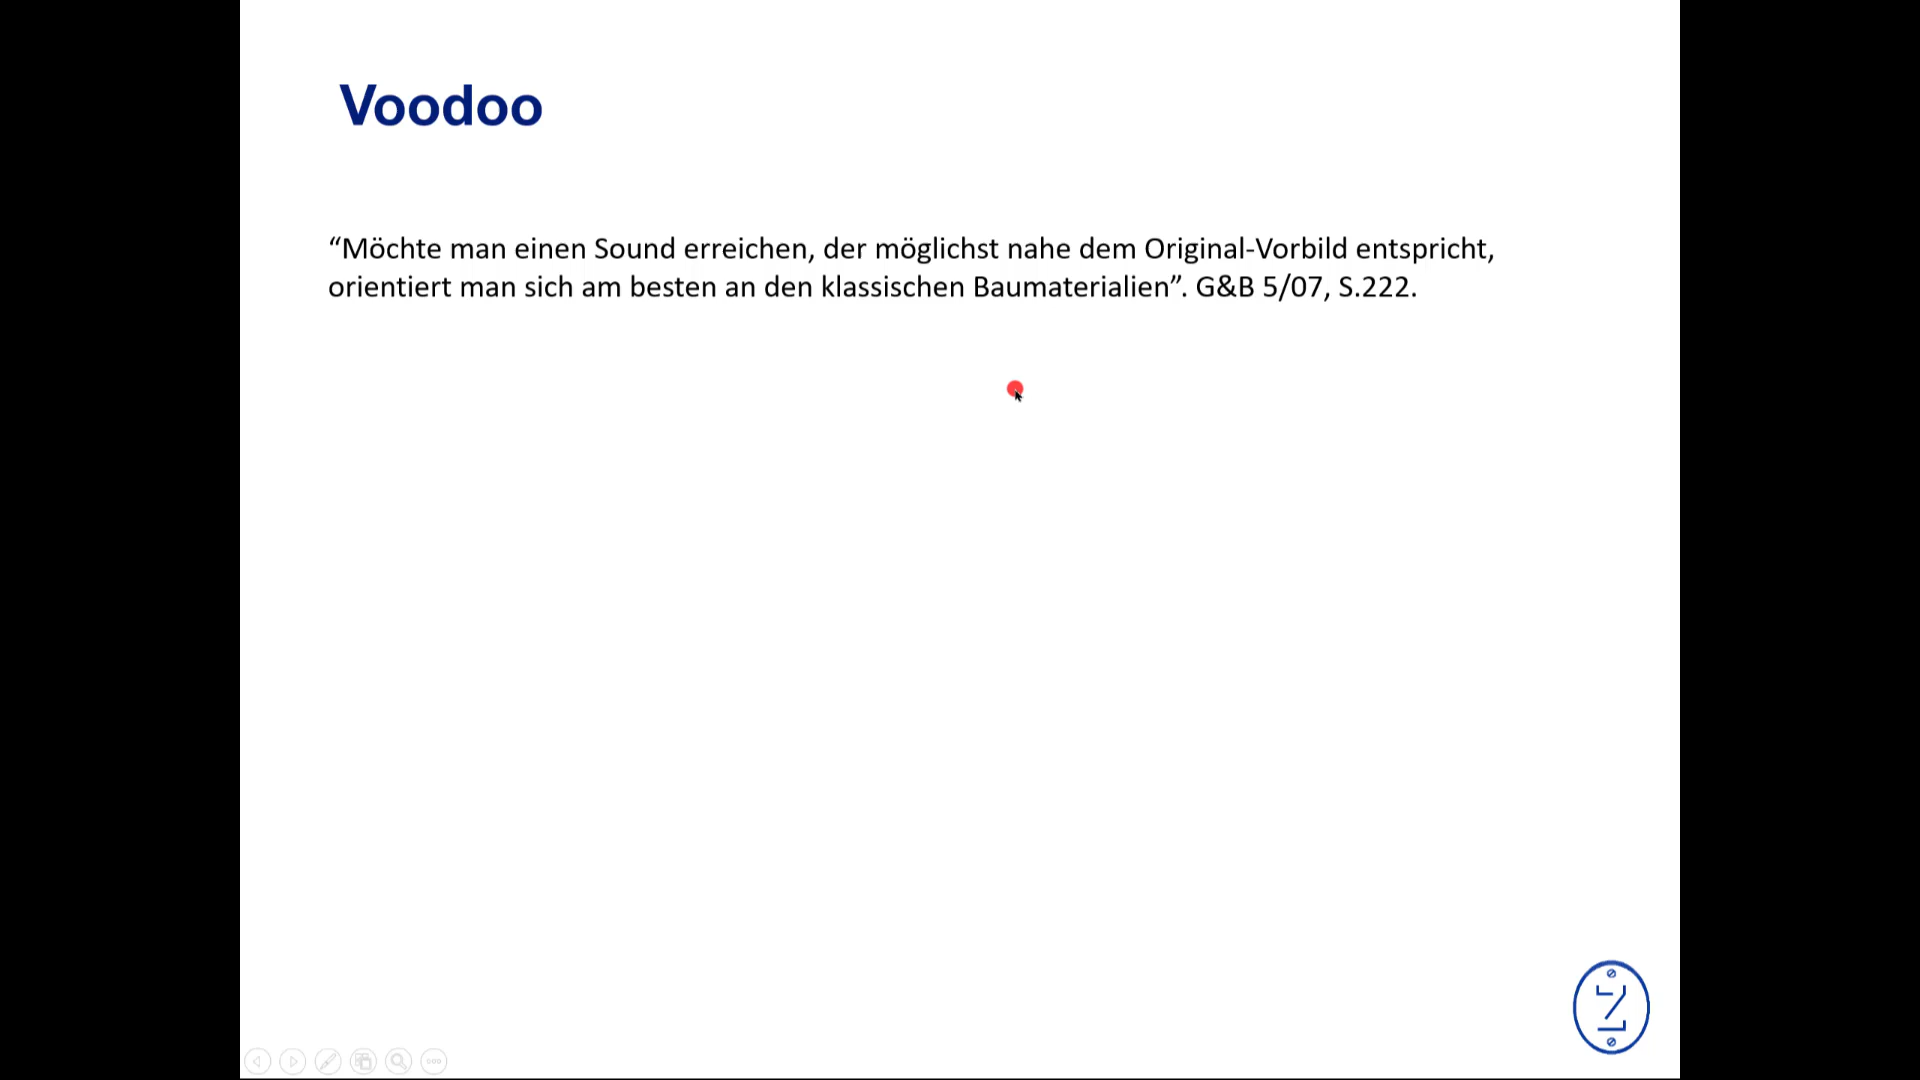 Voodoo
“Möchte man einen Sound erreichen, der möglichst nahe dem Original-Vorbild entspricht,
orientiert man sich am besten an den klassischen Baumaterialien”. G&B 5/07, S.222.